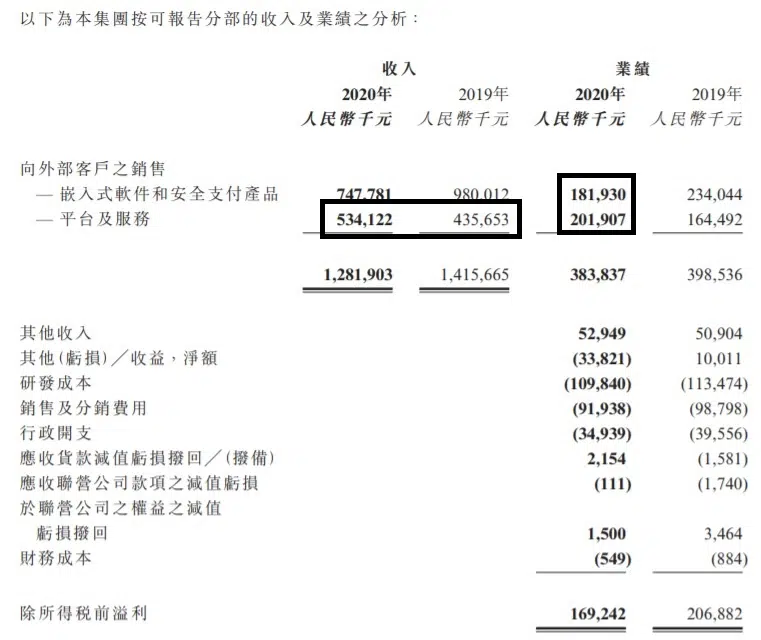 以下為本集團按可報告分部的收入及業績之分析：
收入 業績
2020年 2019年 2020年 2019年
人民幣千元 人民幣千元 人民幣千元 人民幣千元
向外部客戶之銷售
— 嵌入式軟件和安全支付產品 747,781 980,012 181,930 234,044
— 平台及服務 534,122 435,653 201,907 164,492
1,281,903 1,415,665 383,837 398,536
其他收入 52,949 50,904
其他(虧損)／收益，淨額 (33,821) 10,011
研發成本 (109,840) (113,474)
銷售及分銷費用 (91,938) (98,798)
行政開支 (34,939) (39,556)
應收貨款減值虧損撥回／(撥備) 2,154 (1,581)
應收聯營公司款項之減值虧損 (111) (1,740)
於聯營公司之權益之減值
虧損撥回 1,500 3,464
財務成本 (549) (884)
除所得税前溢利 169,242 206,882